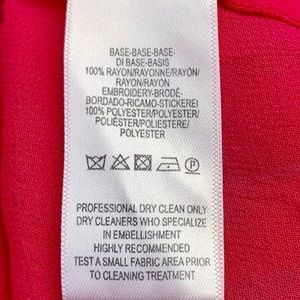 BASE-BASE-BASE-
DI BASE-BASIS
100% RAYON/RAYONNE/RAYÓN/
RAYON/RAYON
EMBROIDERY-BRODÉ-
BORDADO-RICAMO-STICKEREI
100% POLYESTER/POLYESTER/
POLIÉSTER/POLIESTERE/
POLYESTER
P
PROFESSIONAL DRY CLEAN ONLY
DRY CLEANERS WHO SPECIALIZE
IN EMBELLISHMENT
HIGHLY RECOMMENDED
TEST A SMALL FABRIC AREA PRIOR
TO CLEANING TREATMENT